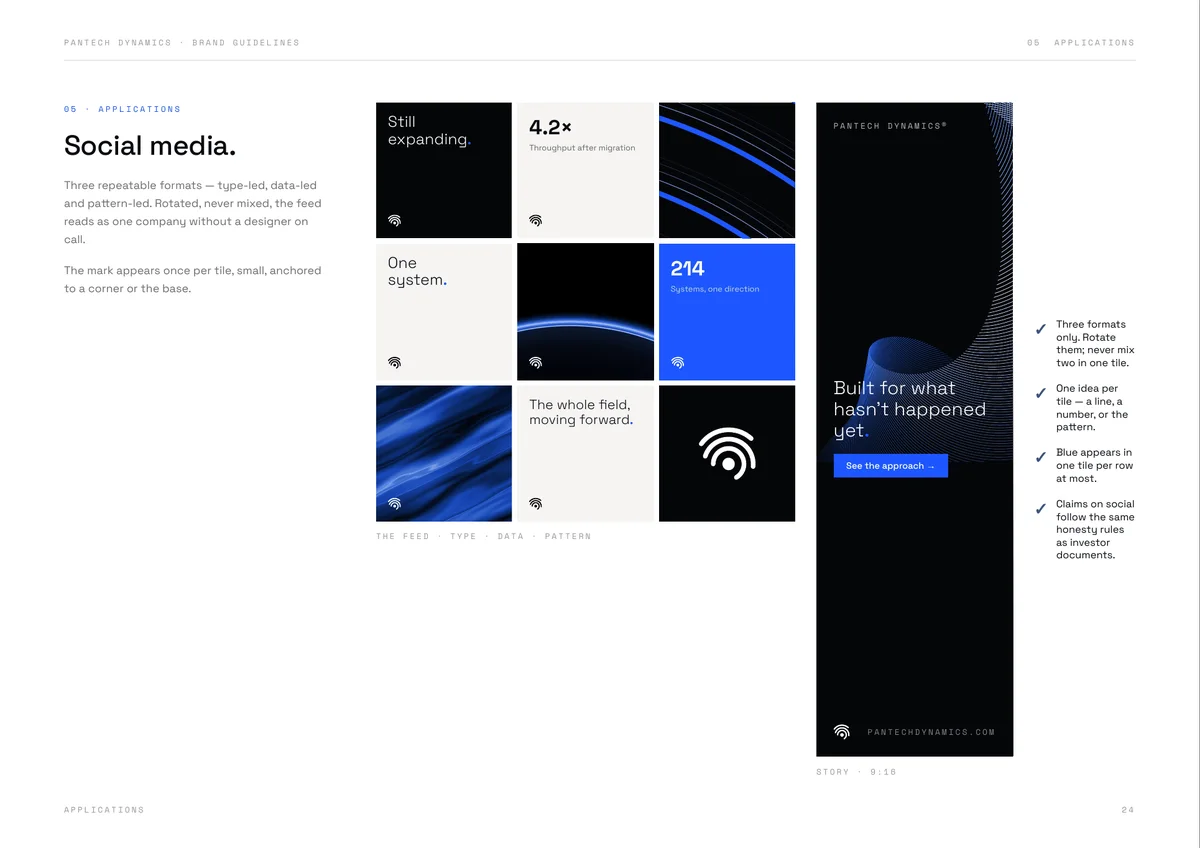 PANTECH DYNAMICS · BRAND GUIDELINES
05 APPLICATIONS
05 · APPLICATIONS
Social media.
Three repeatable formats — type-led, data-led
and pattern-led. Rotated, never mixed, the feed
reads as one company without a designer on
call.
The mark appears once per tile, small, anchored
to a corner or the base.
Still
expanding.
4.2×
Throughput after migration
One
system.
214
Systems, one direction
The whole field,
moving forward.
THE FEED · TYPE · DATA · PATTERN
PANTECH DYNAMICS®
Built for what
hasn't happened
yet.
See the approach →
PANTECHDYNAMICS.COM
STORY · 9:16
✓ Three formats
only. Rotate
them; never mix
two in one tile.
✓ One idea per
tile — a line, a
number, or the
pattern.
✓ Blue appears in
one tile per row
at most.
✓ Claims on social
follow the same
honesty rules
as investor
documents.
APPLICATIONS
24